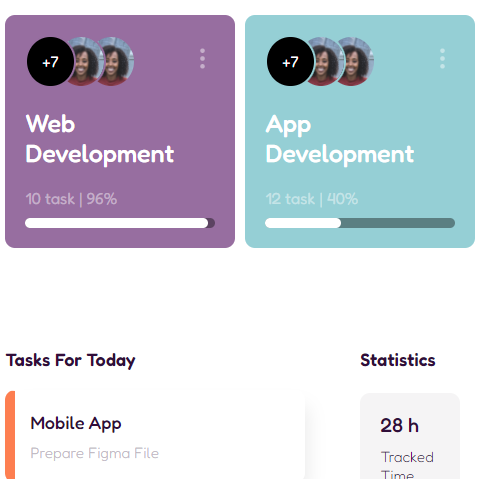 +7
Web
Development
10 task | 96%
+7
App
Development
12 task | 40%
Tasks For Today
Mobile App
Prepare Figma File
Statistics
28 h
Tracked
Time